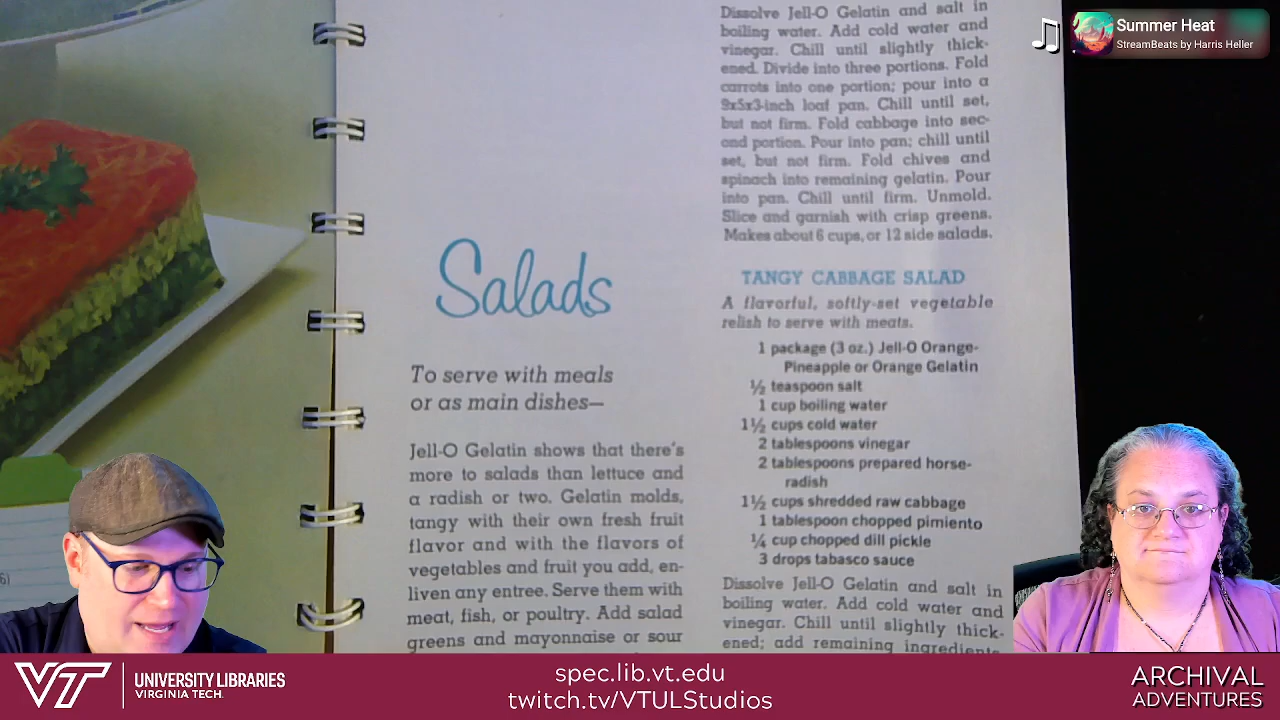 Dissolve Jell-O Gelatin and salt in
boiling water. Add cold water and
vinegar. Chill until slightly thick-
ened. Divide into three portions. Fold
carrots into one portion; pour into a
9x5x3-inch loaf pan. Chill until set,
but not firm. Fold cabbage into sec-
ond portion. Pour into pan; chill until
set, but not firm. Fold chives and
spinach into remaining gelatin. Pour
into pan. Chill until firm. Unmold.
Slice and garnish with crisp greens.
Makes about 6 cups, or 12 side salads.
Summer Heat
StreamBeats by Harris Heller
Salads
To serve with meals
or as main dishes—
Jell-O Gelatin shows that there's
more to salads than lettuce and
a radish or two. Gelatin molds,
tangy with their own fresh fruit
flavor and with the flavors of
vegetables and fruit you add, en-
liven any entree. Serve them with
meat, fish, or poultry. Add salad
greens and mayonnaise or sour
TANGY CABBAGE SALAD
A flavorful, softly-set vegetable
relish to serve with meats.
1 package (3 oz.) Jell-O Orange-
Pineapple or Orange Gelatin
½ teaspoon salt
1 cup boiling water
1½ cups cold water
2 tablespoons vinegar
2 tablespoons prepared horse-
radish
1½ cups shredded raw cabbage
1 tablespoon chopped pimiento
¼ cup chopped dill pickle
3 drops tabasco sauce
Dissolve Jell-O Gelatin and salt in
boiling water. Add cold water and
vinegar. Chill until slightly thick-
ened; add remaining ingredients
6)
VT
UNIVERSITY LIBRARIES
VIRGINIA TECH.
spec.lib.vt.edu
twitch.tv/VTULStudios
ARCHIVAL
ADVENTURES